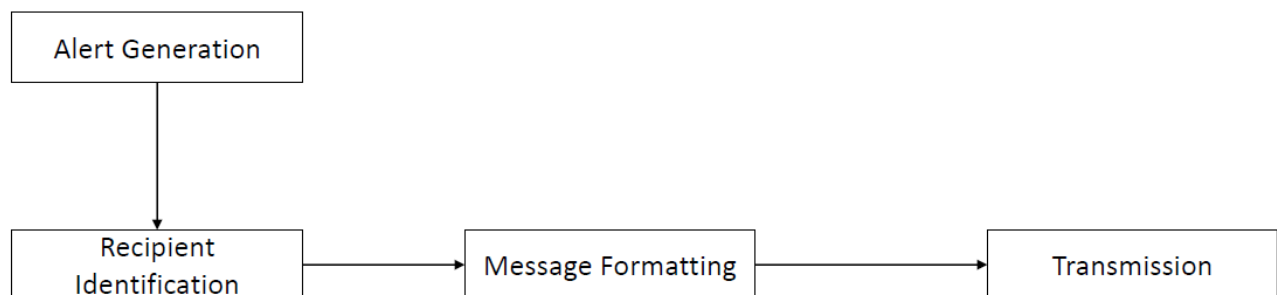 Alert Generation
Recipient
Identification
Message Formatting
Transmission